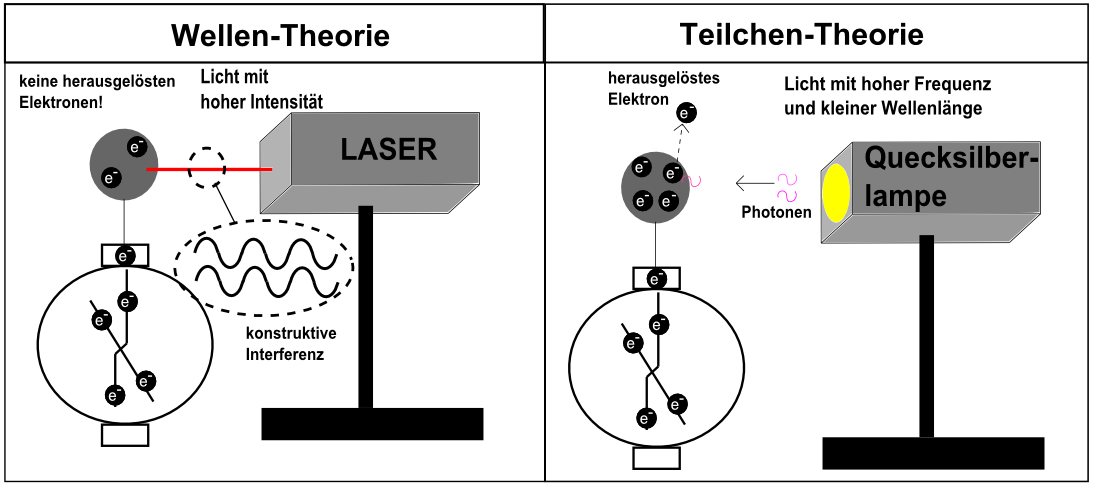 Wellen-Theorie
keine herausgelösten
Elektronen!
Licht mit
hoher Intensität
LASER
e⁻
e⁻
e⁻
e⁻
e⁻
e⁻
e⁻
konstruktive
Interferenz
Teilchen-Theorie
herausgelöstes
Elektron
e⁻
Licht mit hoher Frequenz
und kleiner Wellenlänge
Quecksilber-
lampe
Photonen
e⁻
e⁻
e⁻
e⁻
e⁻
e⁻
e⁻
e⁻
e⁻